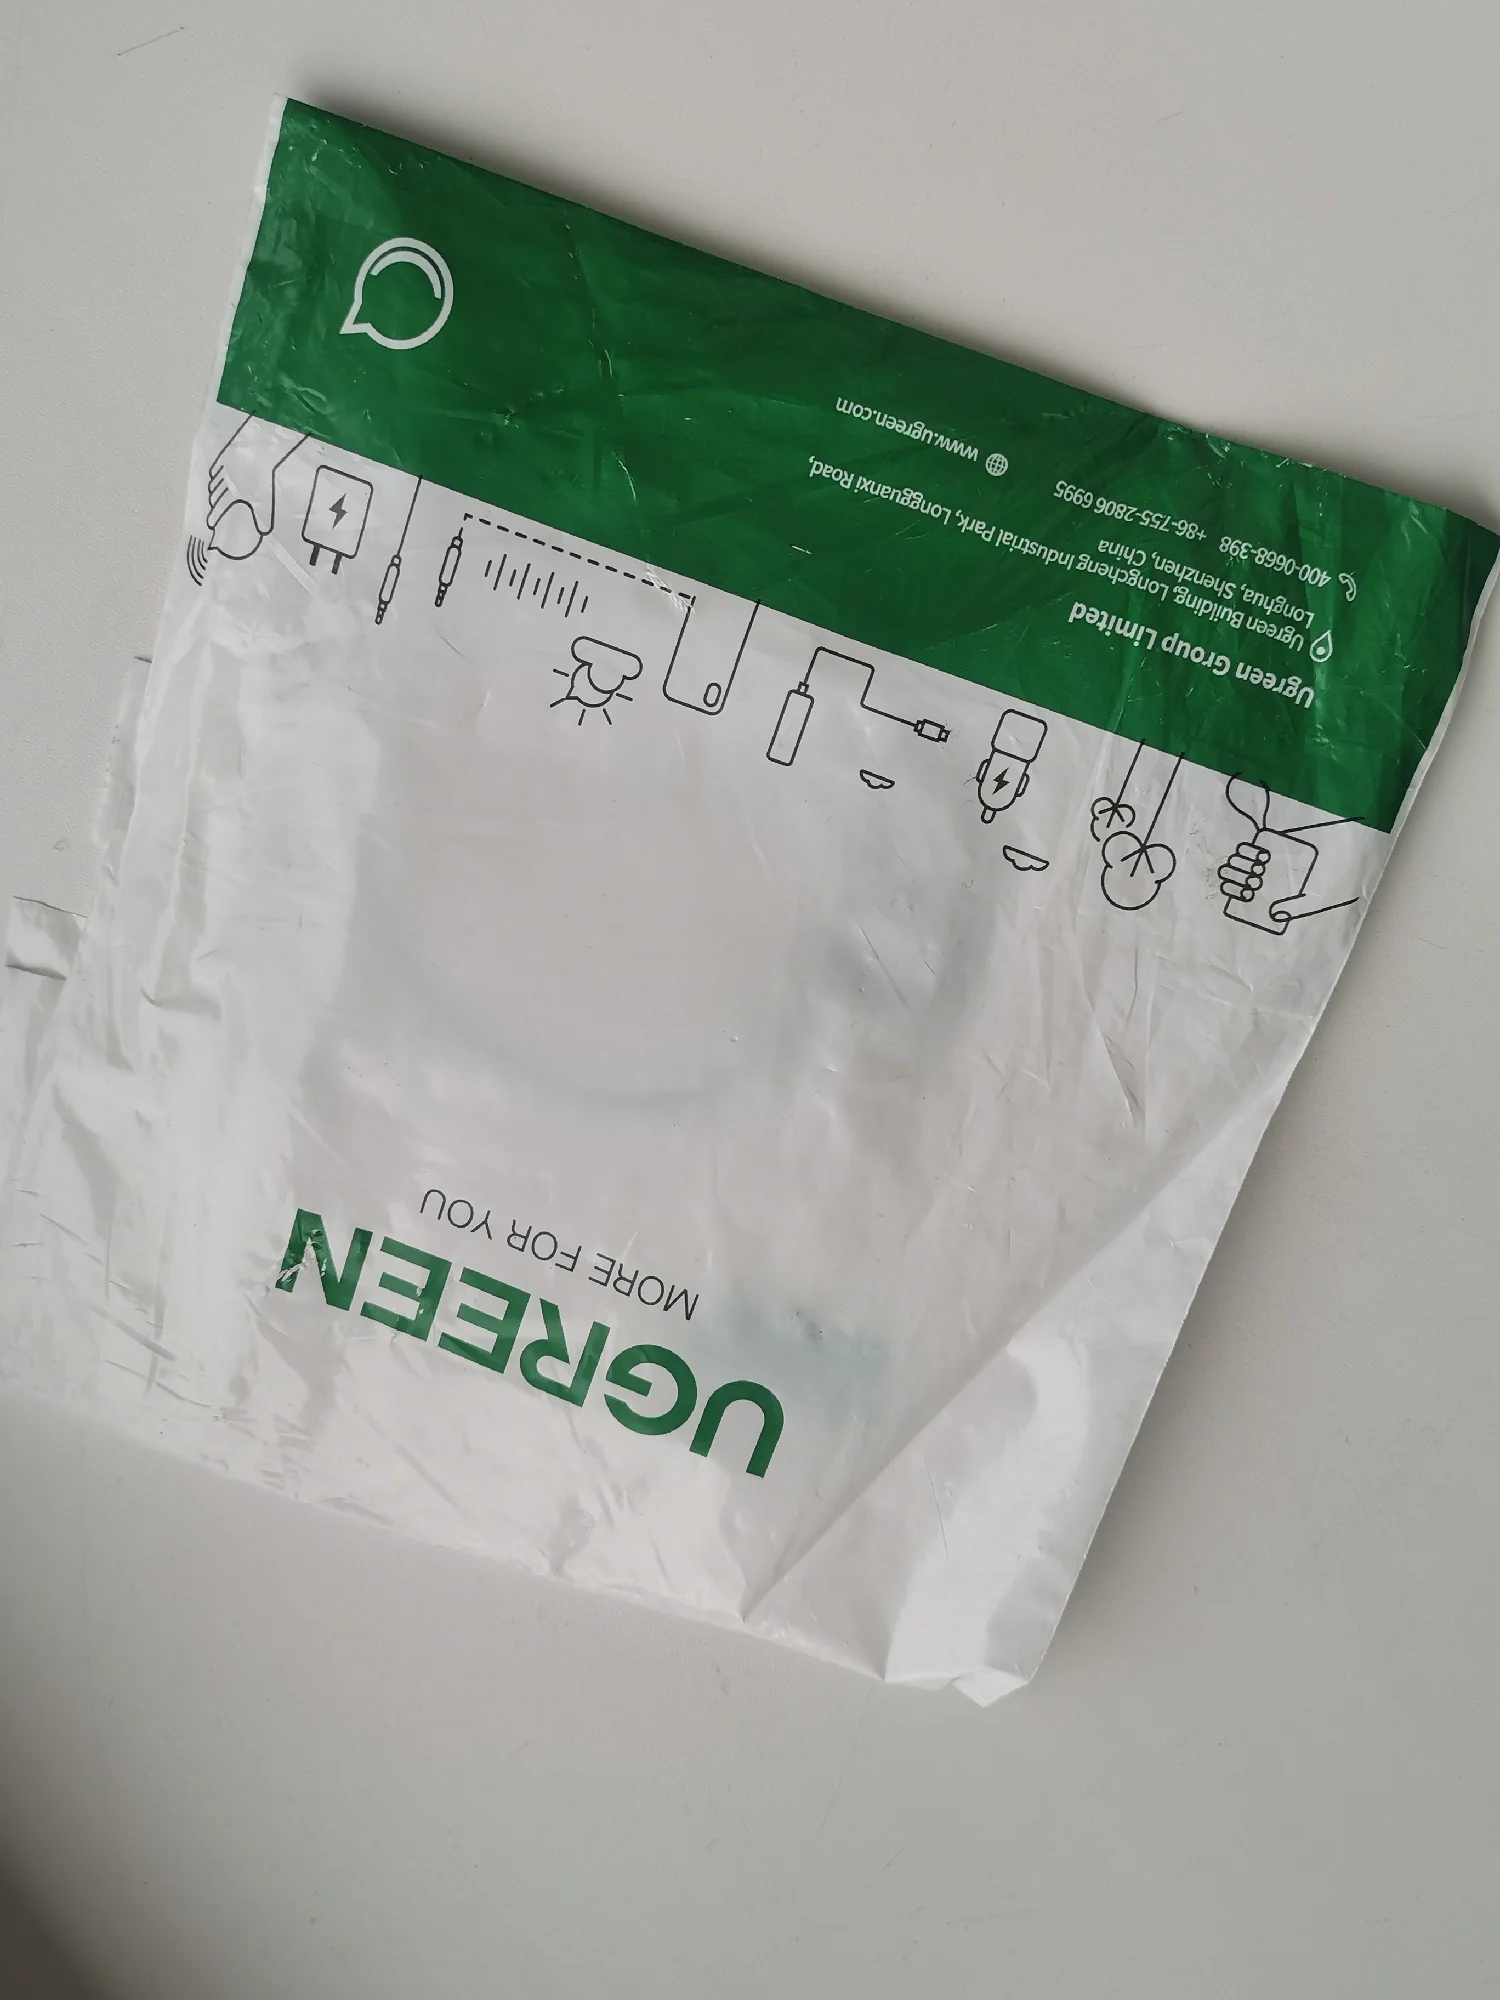 UGREEN
MORE FOR YOU
Ugreen Group Limited
Ugreen Building, Longcheng Industrial Park, Longguanxi Road,
Longhua, Shenzhen, China
400-0668-398 +86-755-2806 6995
www.ugreen.com